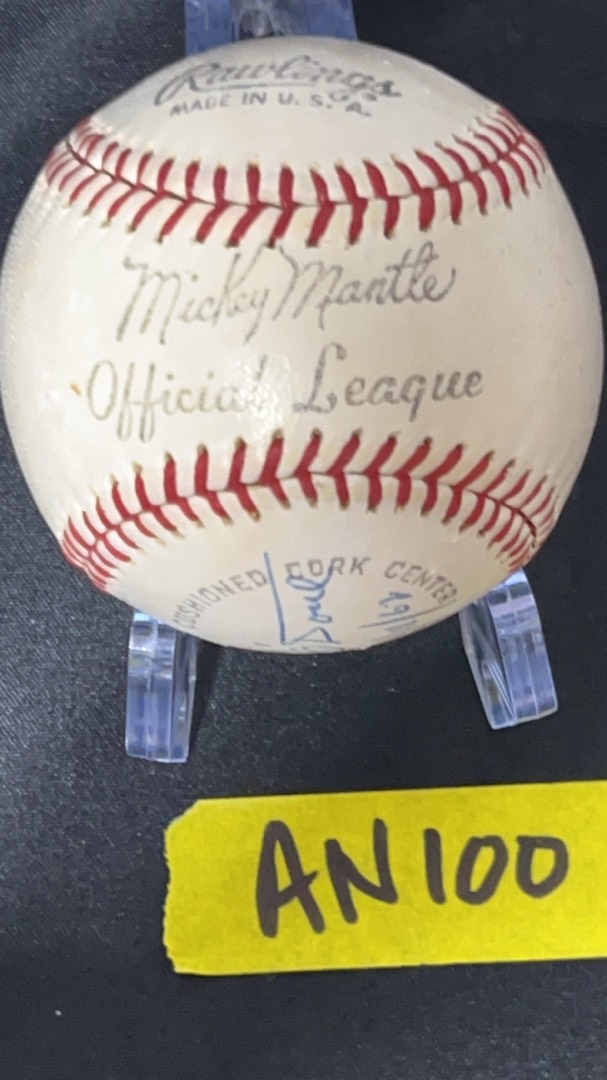 Rawlings
MADE IN U. S. A.
Mickey Mantle
Official League
CUSHIONED CORK CENTER
AN100